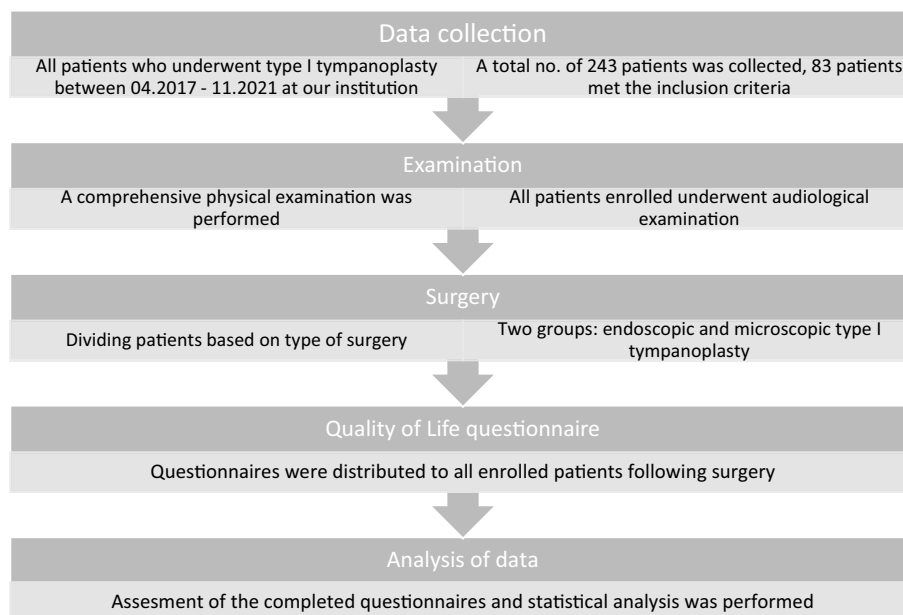 Data collection
All patients who underwent type I tympanoplasty
between 04.2017 - 11.2021 at our institution
A total no. of 243 patients was collected, 83 patients
met the inclusion criteria
Examination
A comprehensive physical examination was
performed
All patients enrolled underwent audiological
examination
Surgery
Dividing patients based on type of surgery
Two groups: endoscopic and microscopic type I
tympanoplasty
Quality of Life questionnaire
Questionnaires were distributed to all enrolled patients following surgery
Analysis of data
Assesment of the completed questionnaires and statistical analysis was performed